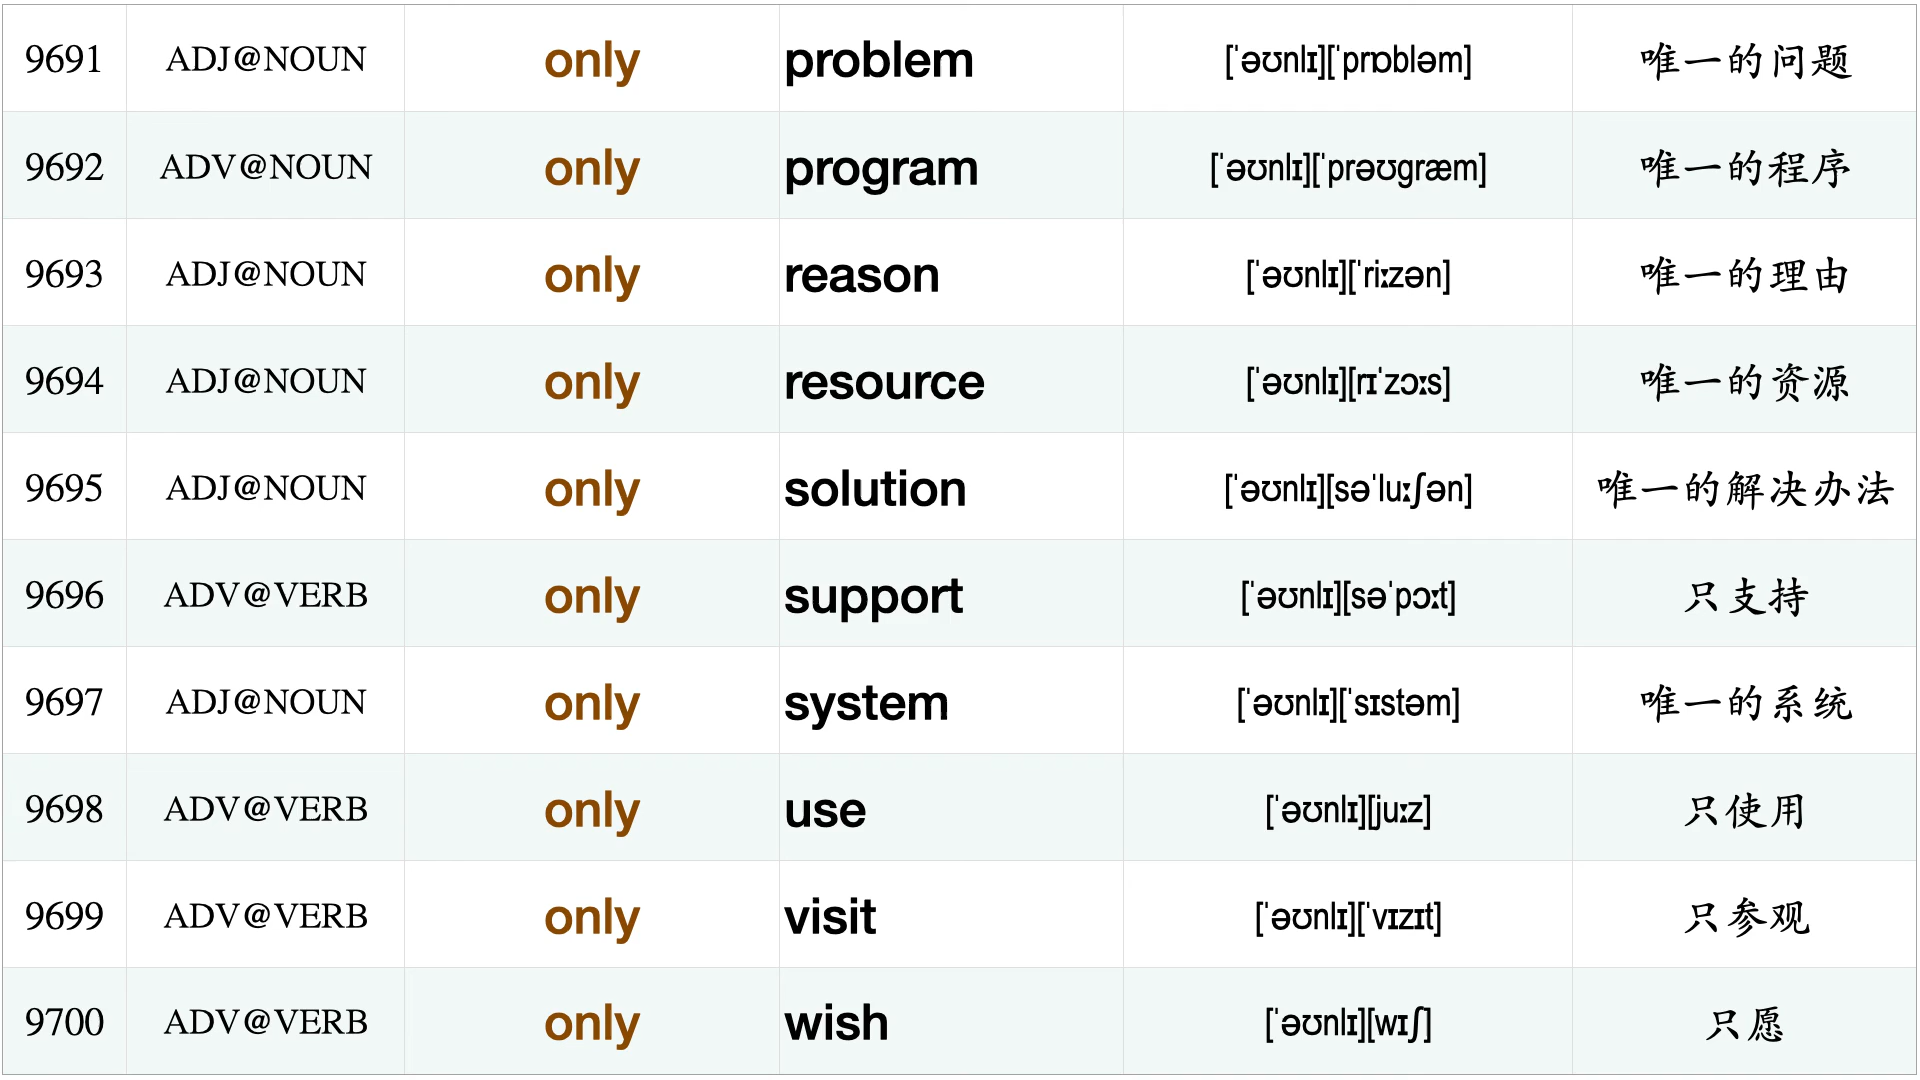 9691 ADJ@NOUN only problem [ˈəʊnlɪ][ˈprɒbləm] 唯一的问题
9692 ADV@NOUN only program [ˈəʊnlɪ][ˈprəʊɡræm] 唯一的程序
9693 ADJ@NOUN only reason [ˈəʊnlɪ][ˈriːzən] 唯一的理由
9694 ADJ@NOUN only resource [ˈəʊnlɪ][rɪˈzɔːs] 唯一的资源
9695 ADJ@NOUN only solution [ˈəʊnlɪ][səˈluːʃən] 唯一的解决办法
9696 ADV@VERB only support [ˈəʊnlɪ][səˈpɔːt] 只支持
9697 ADJ@NOUN only system [ˈəʊnlɪ][ˈsɪstəm] 唯一的系统
9698 ADV@VERB only use [ˈəʊnlɪ][juːz] 只使用
9699 ADV@VERB only visit [ˈəʊnlɪ][ˈvɪzɪt] 只参观
9700 ADV@VERB only wish [ˈəʊnlɪ][wɪʃ] 只愿